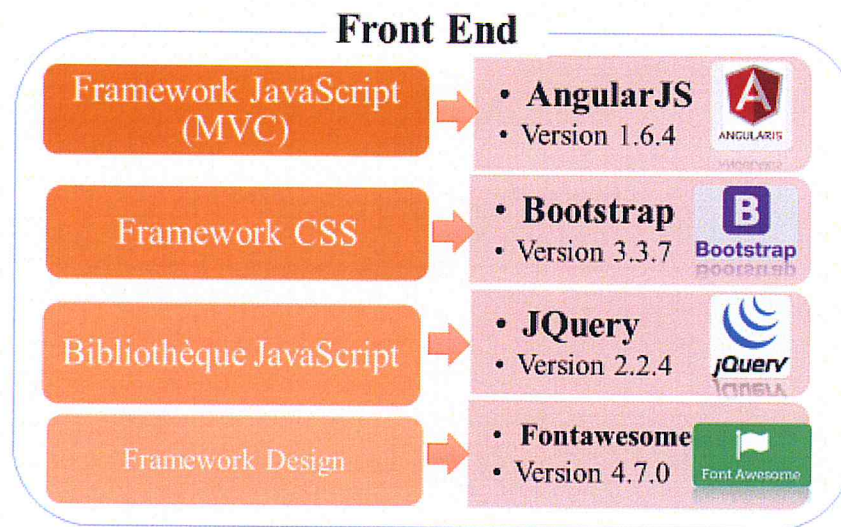 Front End
Framework JavaScript
(MVC)
• AngularJS
• Version 1.6.4
ANGULARJS
Framework CSS
• Bootstrap
• Version 3.3.7
B
Bootstrap
Bibliothèque JavaScript
• JQuery
• Version 2.2.4
jQuery
Framework Design
• Fontawesome
• Version 4.7.0
Font Awesome